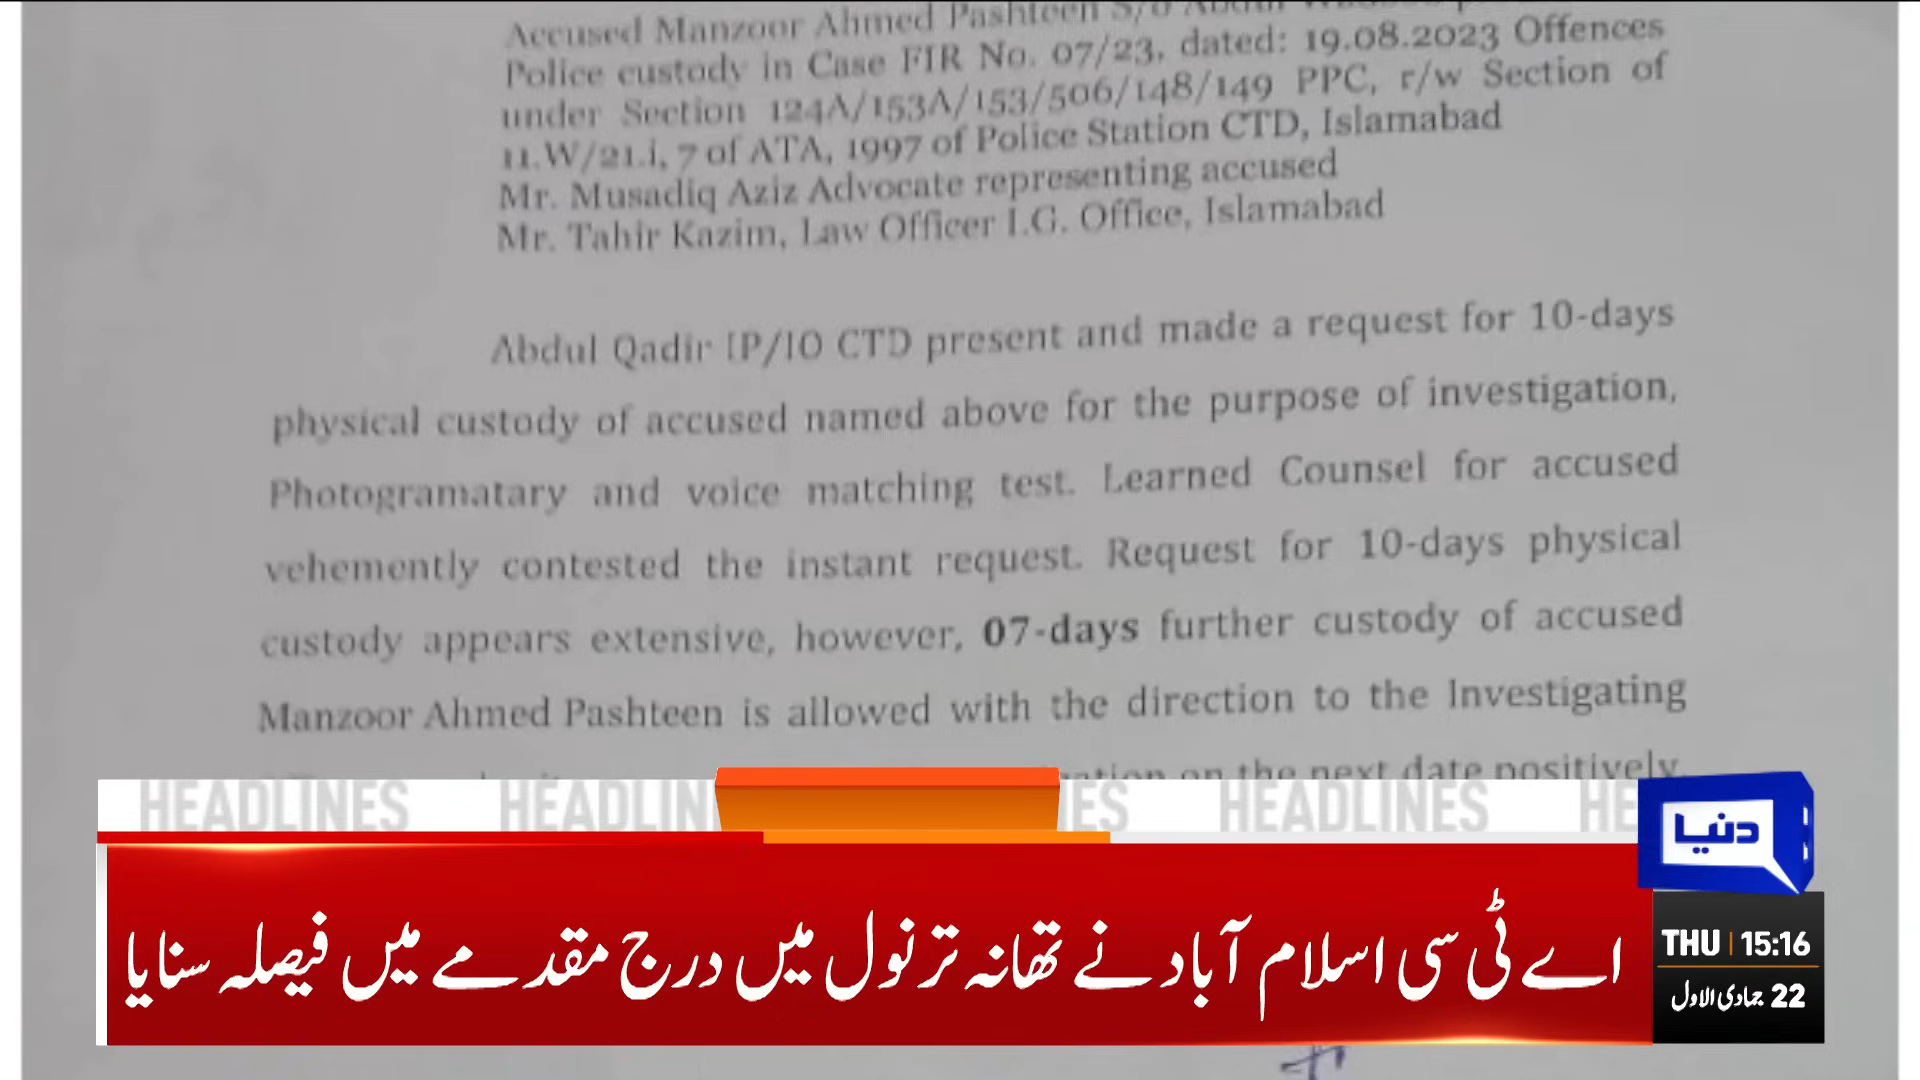 Accused Manzoor Ahmed Pashteen S/o Abdul
Police custody in Case FIR No. 07/23, dated: 19.08.2023 Offences
under Section 124A/153A/153/506/148/149 PPC, r/w Section of
11.W/21.i, 7 of ATA, 1997 of Police Station CTD, Islamabad
Mr. Musadiq Aziz Advocate representing accused
Mr. Tahir Kazim, Law Officer I.G. Office, Islamabad
Abdul Qadir IP/IO CTD present and made a request for 10-days
physical custody of accused named above for the purpose of investigation,
Photogramatary and voice matching test. Learned Counsel for accused
vehemently contested the instant request. Request for 10-days physical
custody appears extensive, however, 07-days further custody of accused
Manzoor Ahmed Pashteen is allowed with the direction to the Investigating
on the next date positively.
HEADLINES HEADLINES HEADLINES
دنیا
اے ٹی سی اسلام آباد نے تھانہ ترنول میں درج مقدمے میں فیصلہ سنایا
THU 15:16
22 جمادی الاول